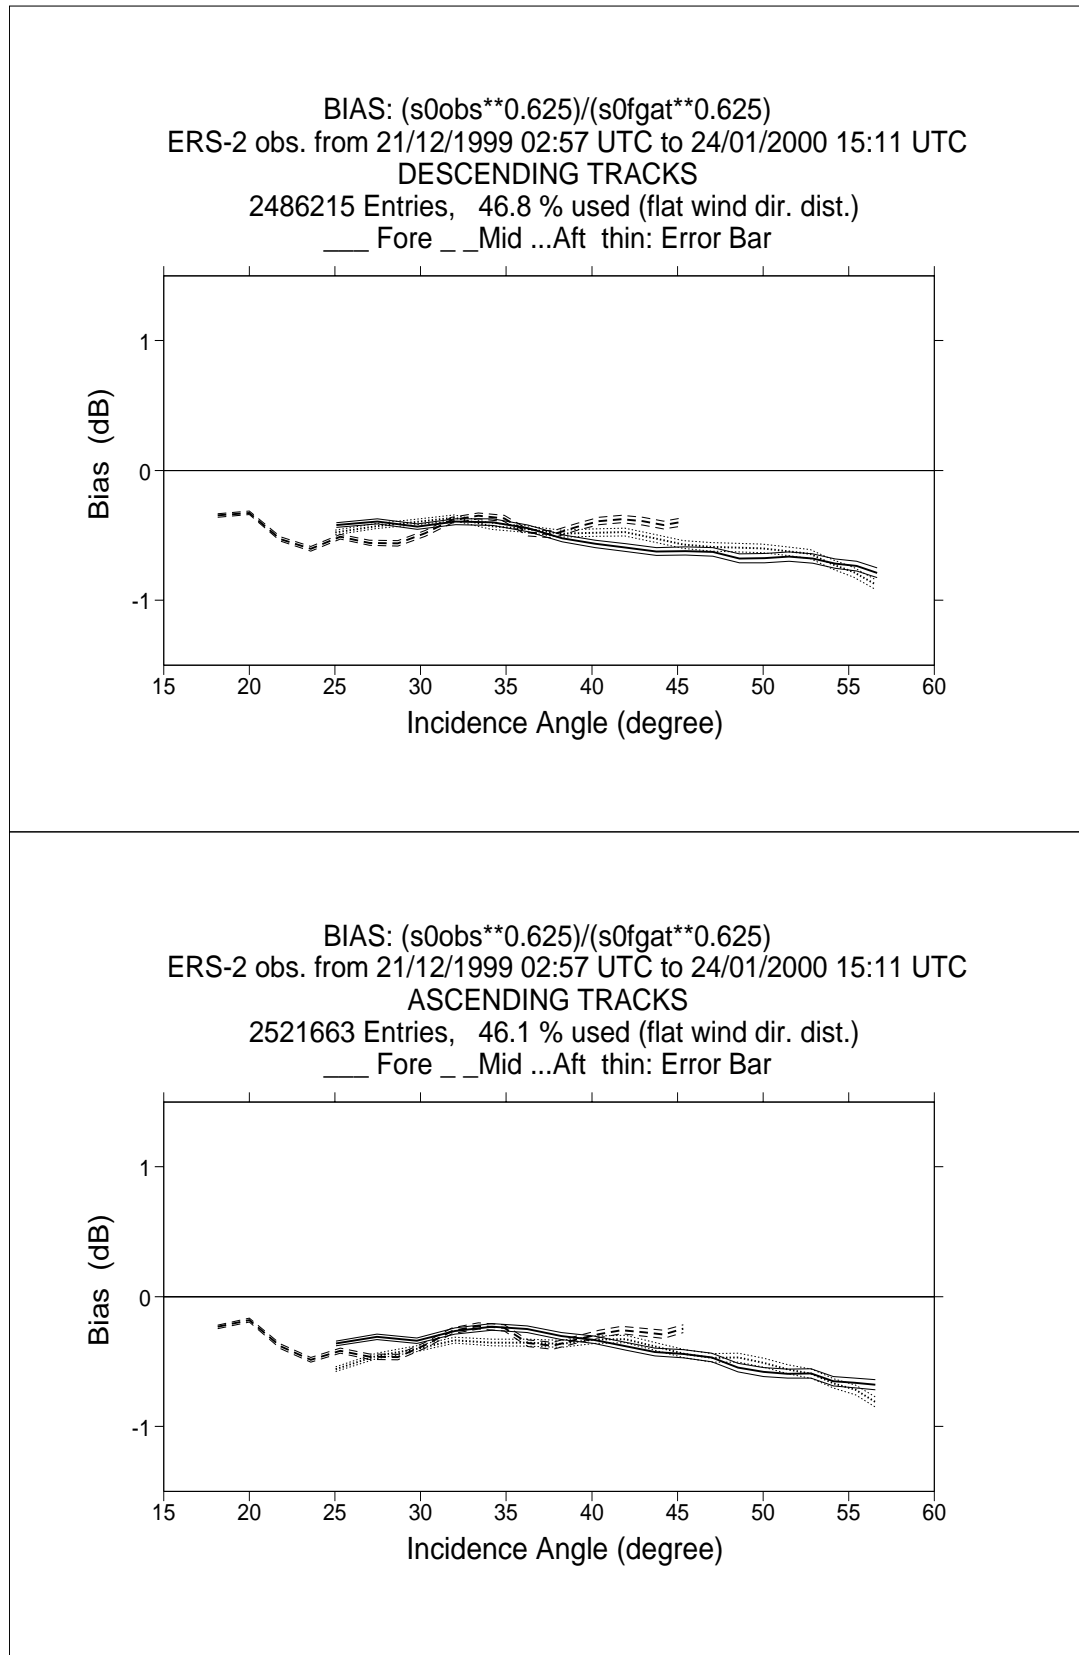 BIAS: (s0obs**0.625)/(s0fgat**0.625)
ERS-2 obs. from 21/12/1999 02:57 UTC to 24/01/2000 15:11 UTC
DESCENDING TRACKS
2486215 Entries, 46.8 % used (flat wind dir. dist.)
___ Fore _ _Mid ...Aft thin: Error Bar
1
0
-1
Bias (dB)
15 20 25 30 35 40 45 50 55 60
Incidence Angle (degree)
BIAS: (s0obs**0.625)/(s0fgat**0.625)
ERS-2 obs. from 21/12/1999 02:57 UTC to 24/01/2000 15:11 UTC
ASCENDING TRACKS
2521663 Entries, 46.1 % used (flat wind dir. dist.)
___ Fore _ _Mid ...Aft thin: Error Bar
1
0
-1
Bias (dB)
15 20 25 30 35 40 45 50 55 60
Incidence Angle (degree)